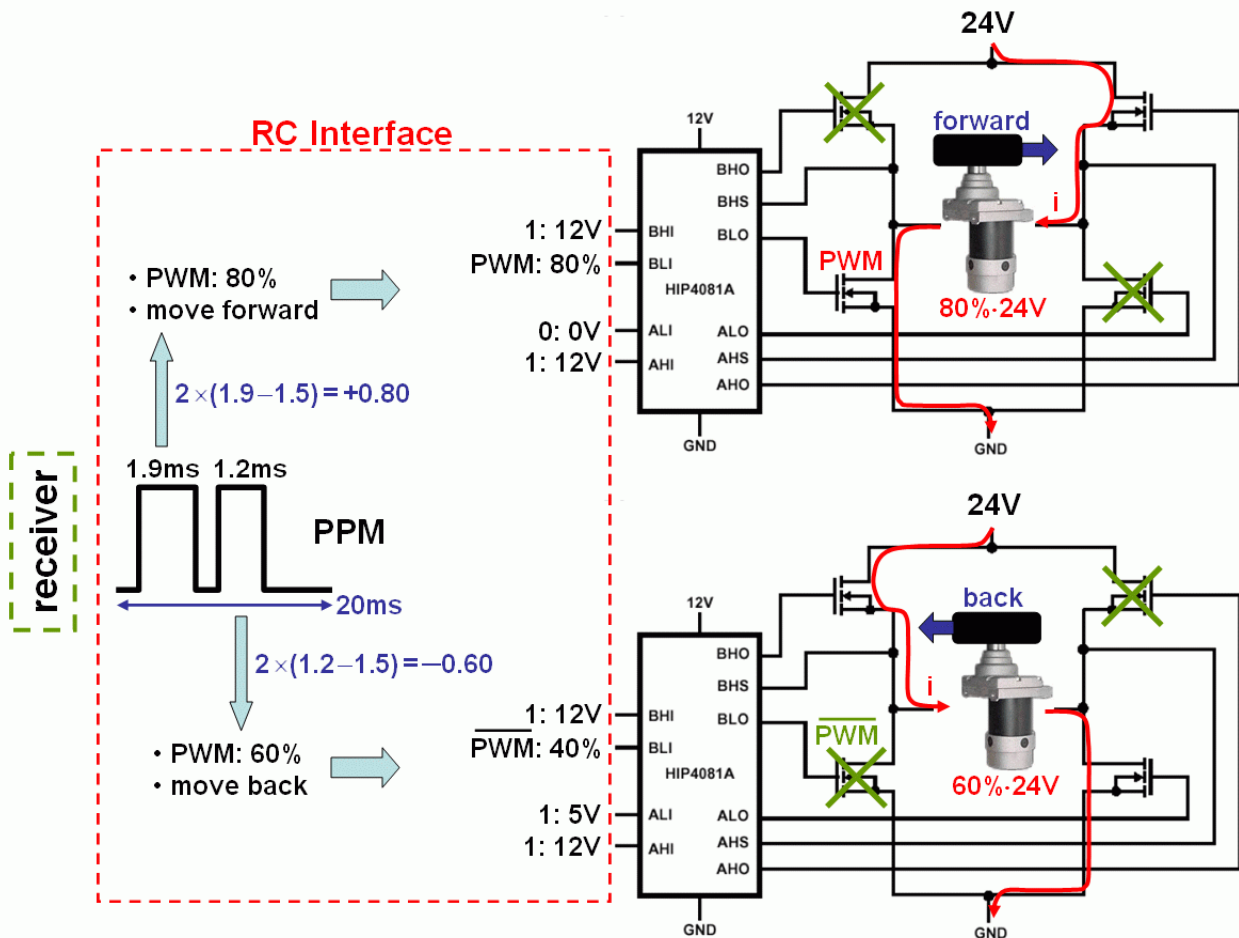 RC Interface
receiver
• PWM: 80%
• move forward
2×(1.9–1.5)=+0.80
1.9ms 1.2ms
PPM
20ms
2×(1.2–1.5)=–0.60
• PWM: 60%
• move back
24V
12V
forward
BHO
BHS
BLO
1: 12V
BHI
PWM: 80%
BLI
HIP4081A
PWM
i
80%·24V
0: 0V
ALI
1: 12V
AHI
ALO
AHS
AHO
GND
GND
24V
12V
back
BHO
BHS
BLO
1: 12V
BHI
P̅W̅M̅: 40%
BLI
HIP4081A
P̅W̅M̅
i
60%·24V
1: 5V
ALI
1: 12V
AHI
ALO
AHS
AHO
GND
GND